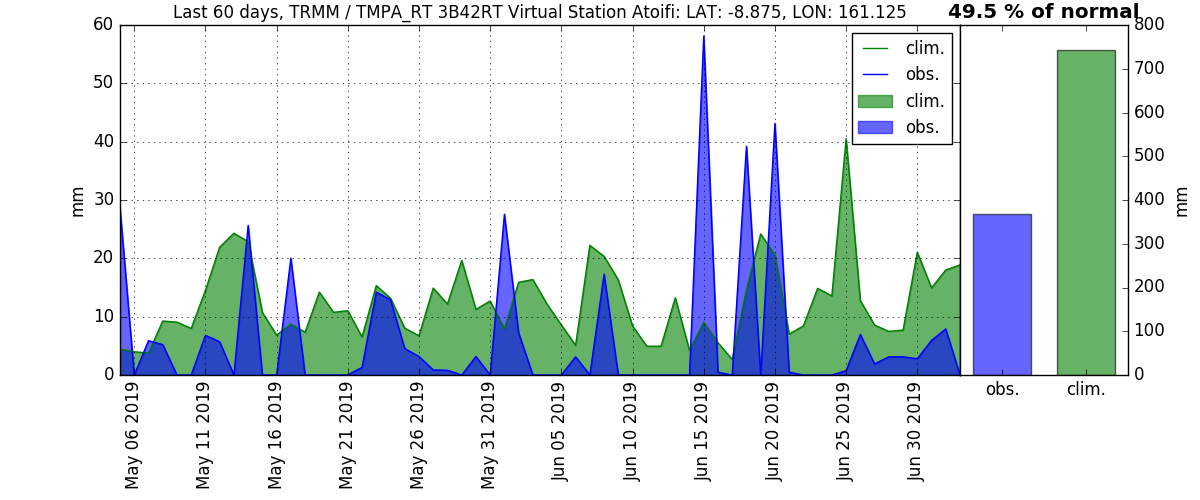 Last 60 days, TRMM / TMPA_RT 3B42RT Virtual Station Atoifi: LAT: -8.875, LON: 161.125
49.5 % of normal
60
50
40
30
20
10
0
mm
clim.
obs.
clim.
obs.
May 06 2019
May 11 2019
May 16 2019
May 21 2019
May 26 2019
May 31 2019
Jun 05 2019
Jun 10 2019
Jun 15 2019
Jun 20 2019
Jun 25 2019
Jun 30 2019
800
700
600
500
400
300
200
100
0
mm
obs.
clim.